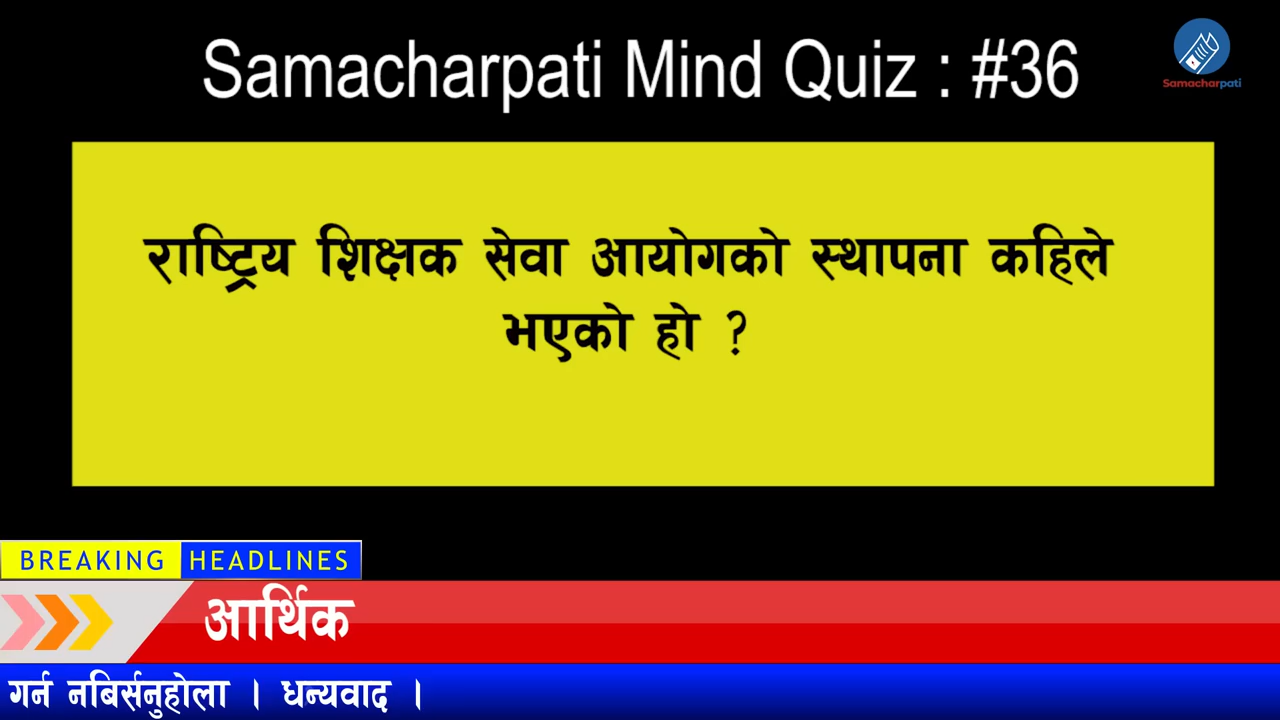 Samacharpati Mind Quiz : #36
Samacharpati
राष्ट्रिय शिक्षक सेवा आयोगको स्थापना कहिले
भएको हो ?
BREAKING HEADLINES
आर्थिक
गर्न नबिर्सनुहोला । धन्यवाद ।